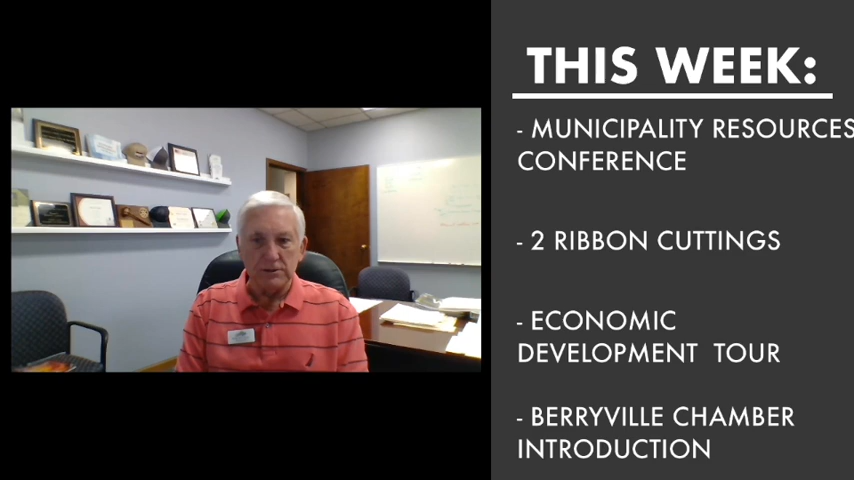 THIS WEEK:
- MUNICIPALITY RESOURCES
CONFERENCE
- 2 RIBBON CUTTINGS
- ECONOMIC
DEVELOPMENT TOUR
- BERRYVILLE CHAMBER
INTRODUCTION